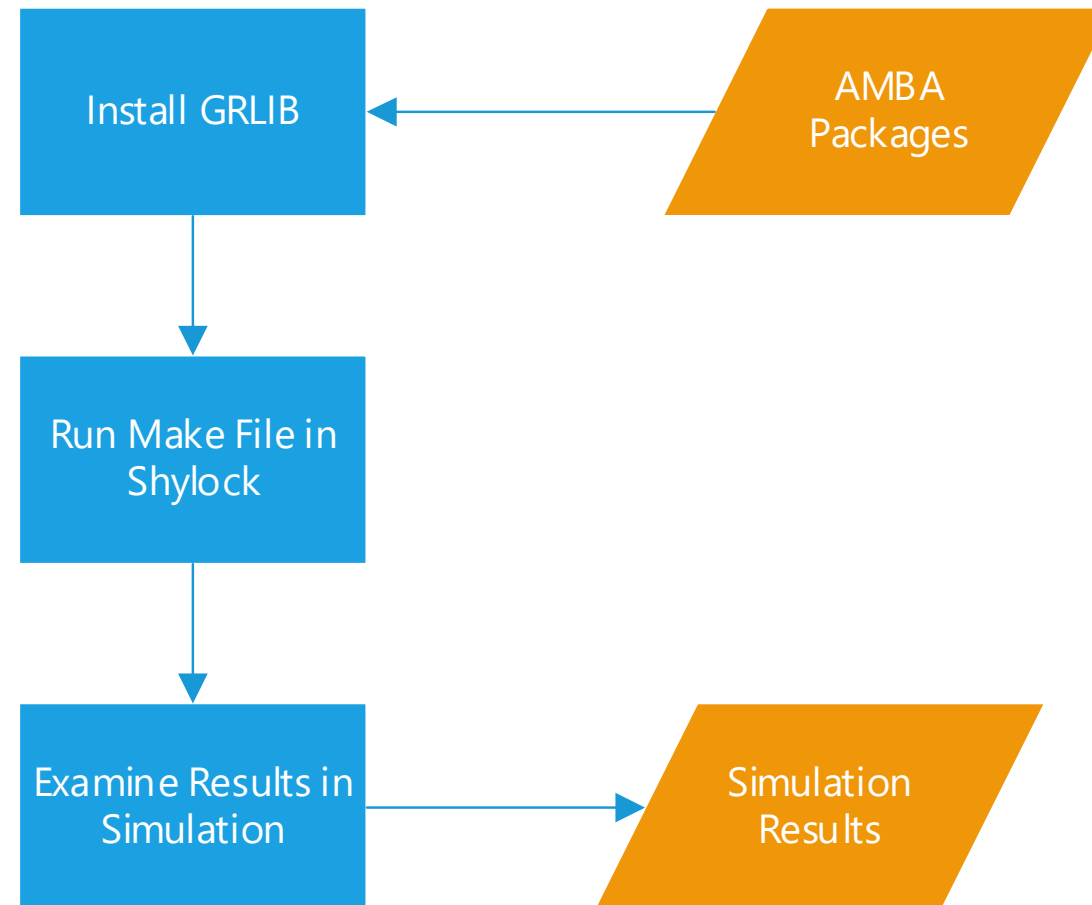 Install GRLIB
AMBA
Packages
Run Make File in
Shylock
Examine Results in
Simulation
Simulation
Results